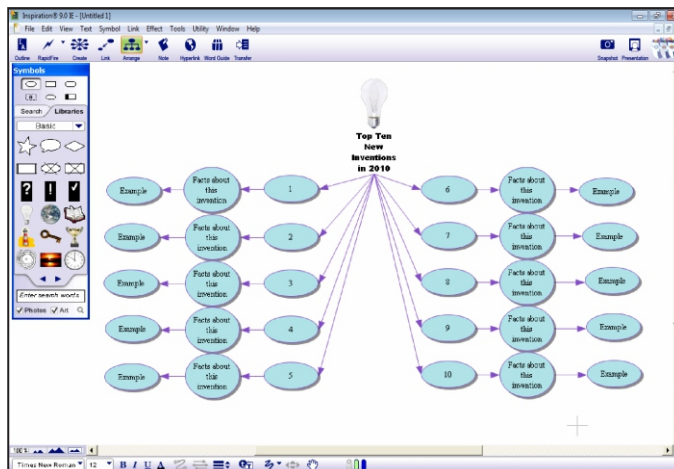 Inspiration® 9.0 IE - [Untitled 1]
File Edit View Text Symbol Link Effect Tools Utility Window Help
Outline RapidFire Create Link Arrange Note Hyperlink Word Guide Transfer Snapshot Presentation
Symbols
Search Libraries
Basic
Enter search words
Photos Art
Top Ten
New
Inventions
in 2010
Example
Facts about
this
invention
1
6
Facts about
this
invention
Example
Example
Facts about
this
invention
2
7
Facts about
this
invention
Example
Example
Facts about
this
invention
3
8
Facts about
this
invention
Example
Example
Facts about
this
invention
4
9
Facts about
this
invention
Example
Example
Facts about
this
invention
5
10
Facts about
this
invention
Example
100%
Times New Roman 12 B I U A